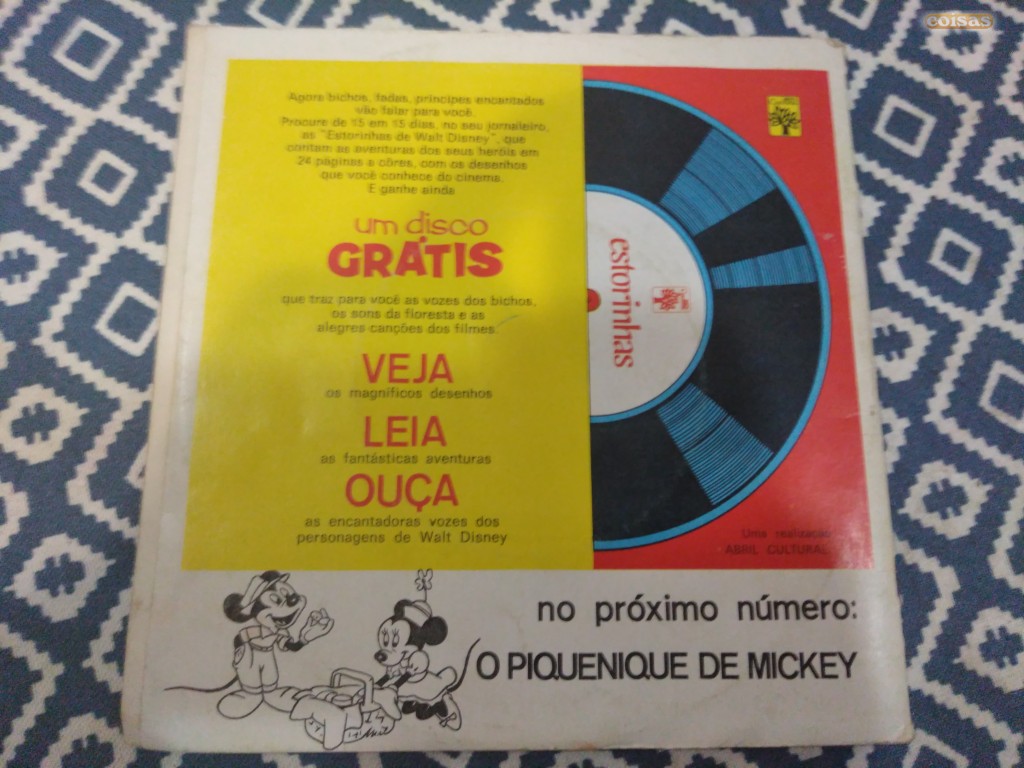 coisas
Agora bichos, fadas, príncipes encantados
vão falar para você.
Procure de 15 em 15 dias, no seu jornaleiro,
as "Estorinhas de Walt Disney", que
contam as aventuras dos seus heróis em
24 páginas a côres, com os desenhos
que você conhece do cinema.
E ganhe ainda
um disco
GRÁTIS
que traz para você as vozes dos bichos,
os sons da floresta e as
alegres canções dos filmes.
VEJA
os magníficos desenhos
LEIA
as fantásticas aventuras
OUÇA
as encantadoras vozes dos
personagens de Walt Disney
estorinhas
Uma realização
ABRIL CULTURAL
no próximo número:
O PIQUENIQUE DE MICKEY